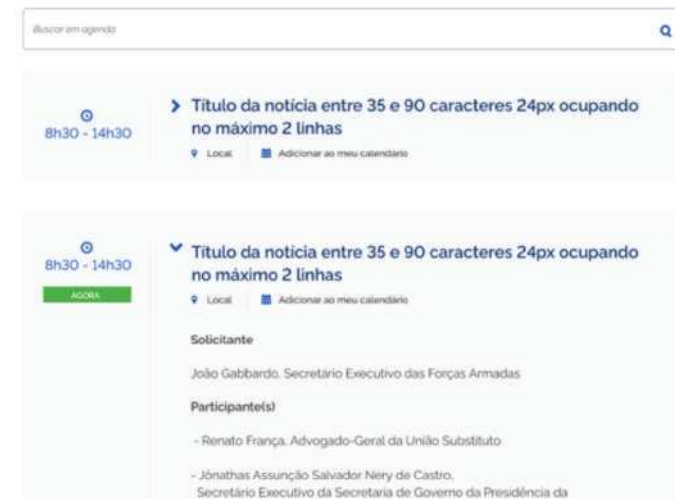 Buscar em agenda
Título da notícia entre 35 e 90 caracteres 24px ocupando
no máximo 2 linhas
8h30 - 14h30
Local
Adicionar ao meu calendário
Título da notícia entre 35 e 90 caracteres 24px ocupando
no máximo 2 linhas
8h30 - 14h30
AGORA
Local
Adicionar ao meu calendário
Solicitante
João Gabbardo, Secretário Executivo das Forças Armadas
Participante(s)
- Renato França, Advogado-Geral da União Substituto
- Jônathas Assunção Salvador Nery de Castro,
Secretário Executivo da Secretaria de Governo da Presidência da